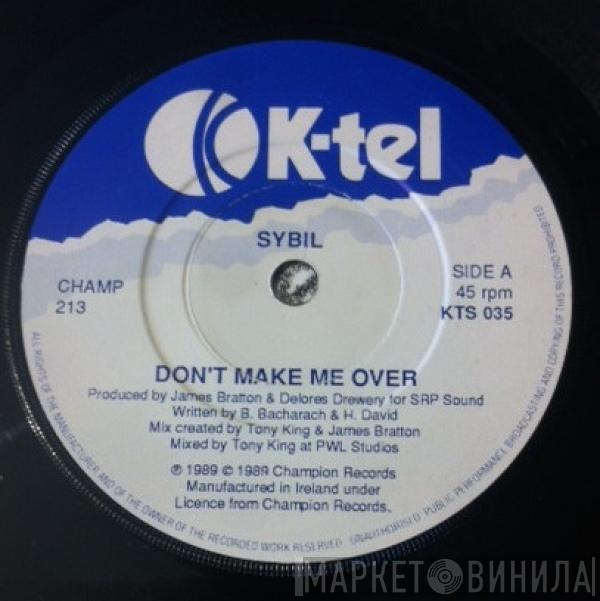 K-tel
SYBIL
CHAMP
213
SIDE A
45 rpm
KTS 035
DON'T MAKE ME OVER
Produced by James Bratton & Delores Drewery for SRP Sound
Written by B. Bacharach & H. David
Mix created by Tony King & James Bratton
Mixed by Tony King at PWL Studios
℗ 1989 © 1989 Champion Records
Manufactured in Ireland under
Licence from Champion Records.
ALL RIGHTS OF THE MANUFACTURER AND OF THE OWNER OF THE RECORDED WORK RESERVED. UNAUTHORISED PUBLIC PERFORMANCE BROADCASTING AND COPYING OF THIS RECORD PROHIBITED
МАРКЕТ ВИНИЛА